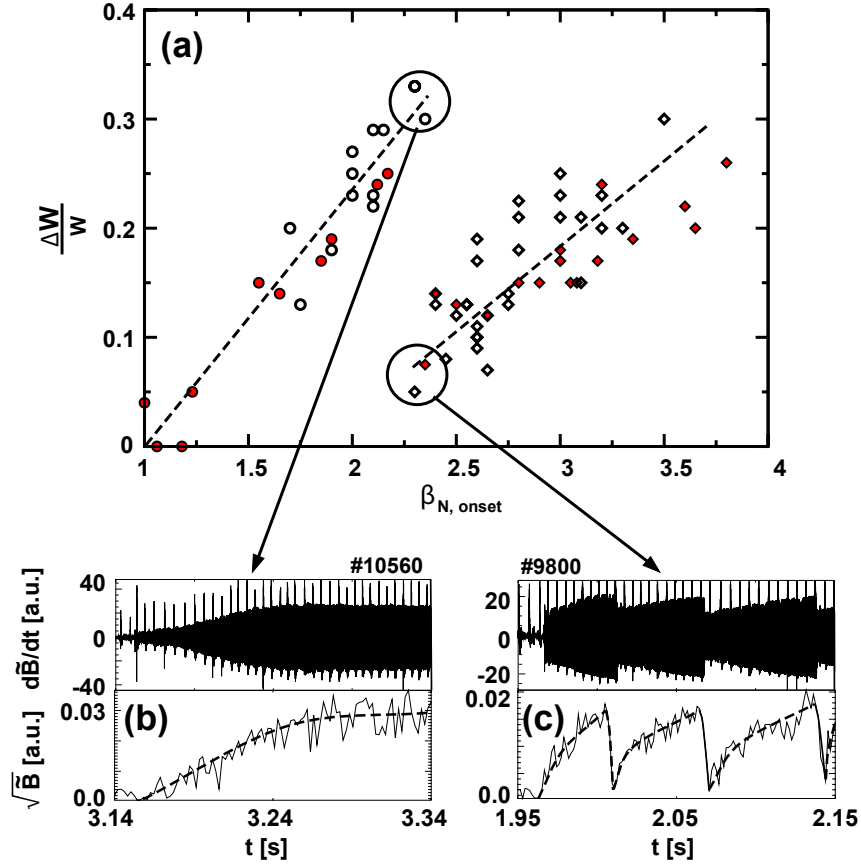 0.4
(a)
0.3
ΔW
W
0.2
0.1
0
1 1.5 2 2.5 3 3.5 4
β N, onset
#10560 #9800
dB̃/dt [a.u.] 40 0 -40 20 0 -20
√B̃ [a.u.] 0.03 0.0 (b) 0.02 0.0 (c)
3.14 3.24 3.34 1.95 2.05 2.15
t [s] t [s]